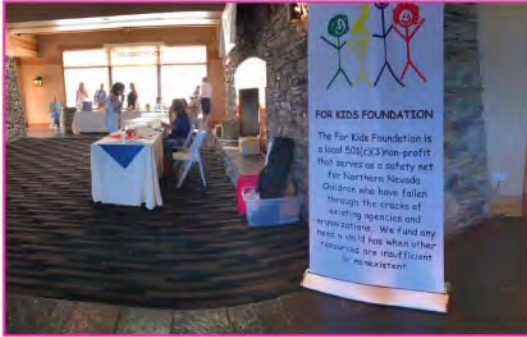 FOR KIDS FOUNDATION
The For Kids Foundation is
a local 501(c)(3)non-profit
that serves as a safety net
for Northern Nevada
Children who have fallen
through the cracks of
existing agencies and
organizations. We fund any
need a child has when other
resources are insufficient
or nonexistent